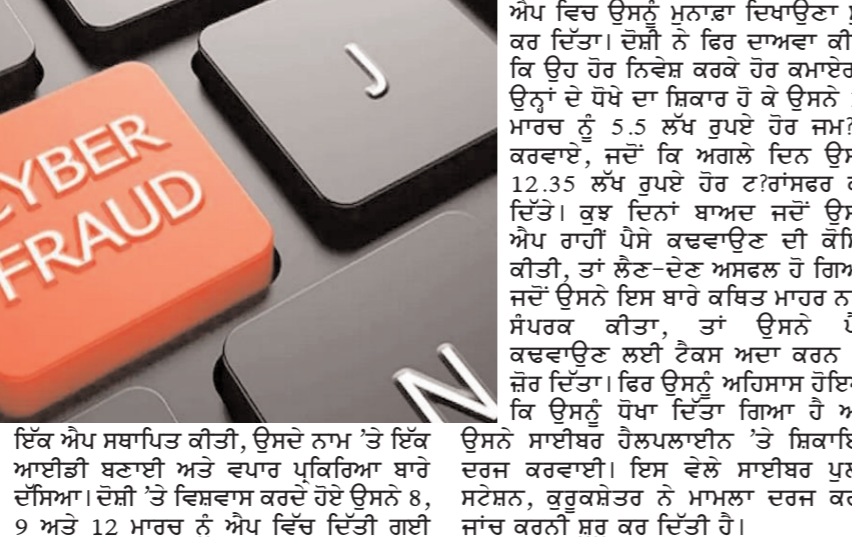 CYBER
FRAUD
J
N
ਇੱਕ ਐਪ ਸਥਾਪਿਤ ਕੀਤੀ, ਉਸਦੇ ਨਾਮ ’ਤੇ ਇੱਕ
ਆਈਡੀ ਬਣਾਈ ਅਤੇ ਵਪਾਰ ਪ੍ਰਕਿਰਿਆ ਬਾਰੇ
ਦੱਸਿਆ। ਦੋਸ਼ੀ ’ਤੇ ਵਿਸ਼ਵਾਸ ਕਰਦੇ ਹੋਏ ਉਸਨੇ 8,
9 ਅਤੇ 12 ਮਾਰਚ ਨੂੰ ਐਪ ਵਿੱਚ ਦਿੱਤੀ ਗਈ
ਐਪ ਵਿਚ ਉਸਨੂੰ ਮੁਨਾਫ਼ਾ ਦਿਖਾਉਣਾ
ਕਰ ਦਿੱਤਾ। ਦੋਸ਼ੀ ਨੇ ਫਿਰ ਦਾਅਵਾ
ਕਿ ਉਹ ਹੋਰ ਨਿਵੇਸ਼ ਕਰਕੇ ਹੋਰ
ਉਨ੍ਹਾਂ ਦੇ ਧੋਖੇ ਦਾ ਸ਼ਿਕਾਰ ਹੋ ਕੇ ਉਸਨੇ
ਮਾਰਚ ਨੂੰ 5.5 ਲੱਖ ਰੁਪਏ ਹੋਰ ਜਮ?
ਕਰਵਾਏ, ਜਦੋਂ ਕਿ ਅਗਲੇ ਦਿਨ
12.35 ਲੱਖ ਰੁਪਏ ਹੋਰ ਟ?ਰਾਂਸਫਰ
ਦਿੱਤੇ। ਕੁਝ ਦਿਨਾਂ ਬਾਅਦ ਜਦੋਂ
ਐਪ ਰਾਹੀਂ ਪੈਸੇ ਕਢਵਾਉਣ ਦੀ
ਕੀਤੀ, ਤਾਂ ਲੈਣ-ਦੇਣ ਅਸਫਲ ਹੋ
ਜਦੋਂ ਉਸਨੇ ਇਸ ਬਾਰੇ ਕਥਿਤ ਮਾਹਰ
ਸੰਪਰਕ ਕੀਤਾ, ਤਾਂ ਉਸਨੇ
ਕਢਵਾਉਣ ਲਈ ਟੈਕਸ ਅਦਾ ਕਰਨ
ਜ਼ੋਰ ਦਿੱਤਾ। ਫਿਰ ਉਸਨੂੰ ਅਹਿਸਾਸ
ਕਿ ਉਸਨੂੰ ਧੋਖਾ ਦਿੱਤਾ ਗਿਆ ਹੈ
ਉਸਨੇ ਸਾਈਬਰ ਹੈਲਪਲਾਈਨ ’ਤੇ
ਦਰਜ ਕਰਵਾਈ। ਇਸ ਵੇਲੇ ਸਾਈਬਰ
ਸਟੇਸ਼ਨ, ਕੁਰੂਕਸ਼ੇਤਰ ਨੇ ਮਾਮਲਾ ਦਰਜ
ਜਾਂਚ ਕਰਨੀ ਸ਼ੁਰੂ ਕਰ ਦਿੱਤੀ ਹੈ।